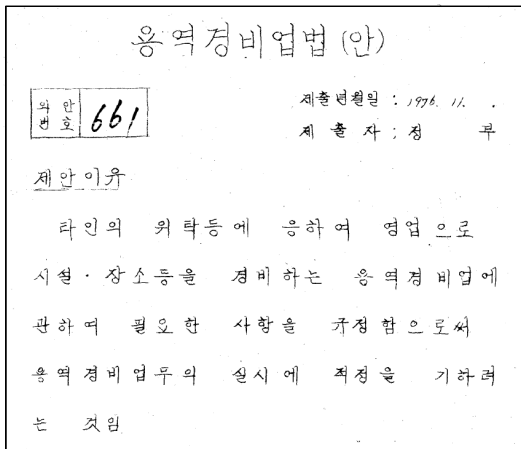 용역경비업법 (안)
의안번호 661
제출년월일 : 1976. 11. .
제출자 : 정부
제안이유
타인의 위탁등에 응하여 영업으로
시설·장소등을 경비하는 용역경비업에
관하여 필요한 사항을 규정함으로써
용역경비업무의 실시에 적정을 기하려
는 것임